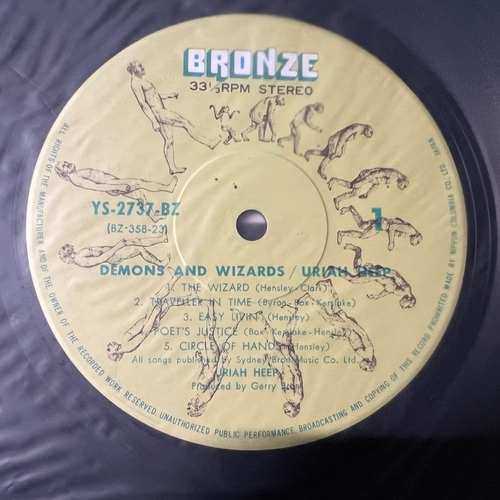 BRONZE
33⅓RPM STEREO
YS-2737-BZ
(BZ-358-23)
1
DEMONS AND WIZARDS / URIAH HEEP
1. THE WIZARD (Hensley-Clark)
2. TRAVELLER IN TIME (Byron-Box-Kerslake)
3. EASY LIVIN' (Hensley)
POET'S JUSTICE (Box-Kerslake-Hensley)
5. CIRCLE OF HANDS (Hensley)
All songs published by Sydney Bron Music Co. Ltd.
URIAH HEEP
Produced by Gerry Bron
ALL RIGHTS OF THE MANUFACTURER AND OF THE OWNER OF THE RECORDED WORK RESERVED. UNAUTHORIZED PUBLIC PERFORMANCE, BROADCASTING AND COPYING OF THIS RECORD PROHIBITED MADE BY NIPPON COLUMBIA CO., LTD. JAPAN